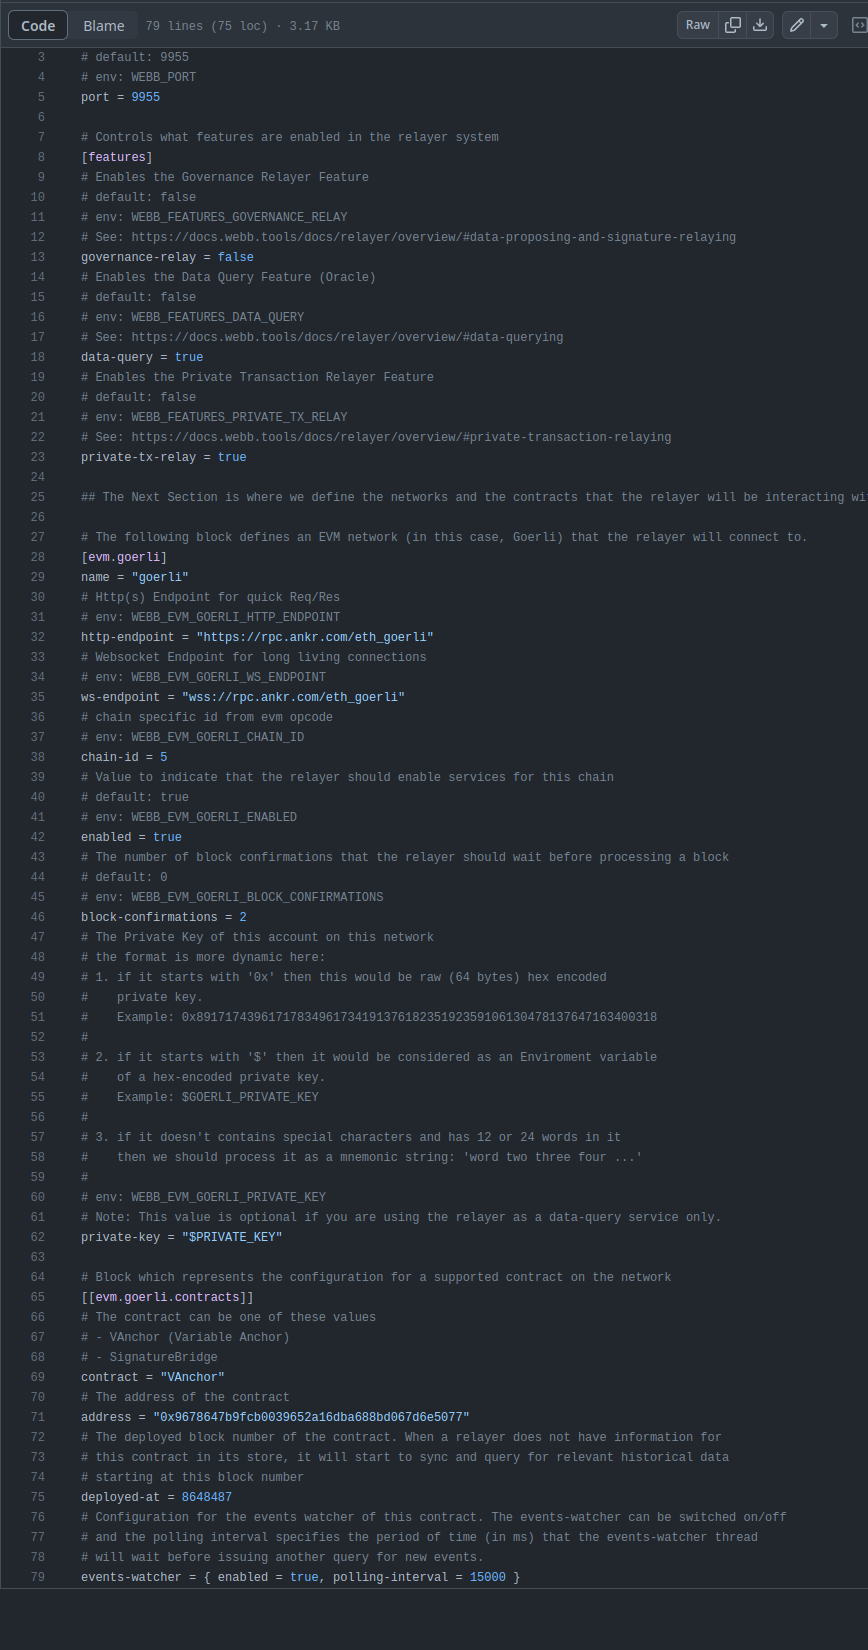 Code Blame 79 lines (75 loc) · 3.17 KB Raw
3 # default: 9955
4 # env: WEBB_PORT
5 port = 9955
6
7 # Controls what features are enabled in the relayer system
8 [features]
9 # Enables the Governance Relayer Feature
10 # default: false
11 # env: WEBB_FEATURES_GOVERNANCE_RELAY
12 # See: https://docs.webb.tools/docs/relayer/overview/#data-proposing-and-signature-relaying
13 governance-relay = false
14 # Enables the Data Query Feature (Oracle)
15 # default: false
16 # env: WEBB_FEATURES_DATA_QUERY
17 # See: https://docs.webb.tools/docs/relayer/overview/#data-querying
18 data-query = true
19 # Enables the Private Transaction Relayer Feature
20 # default: false
21 # env: WEBB_FEATURES_PRIVATE_TX_RELAY
22 # See: https://docs.webb.tools/docs/relayer/overview/#private-transaction-relaying
23 private-tx-relay = true
24
25 ## The Next Section is where we define the networks and the contracts that the relayer will be interacting
26
27 # The following block defines an EVM network (in this case, Goerli) that the relayer will connect to.
28 [evm.goerli]
29 name = "goerli"
30 # Http(s) Endpoint for quick Req/Res
31 # env: WEBB_EVM_GOERLI_HTTP_ENDPOINT
32 http-endpoint = "https://rpc.ankr.com/eth_goerli"
33 # Websocket Endpoint for long living connections
34 # env: WEBB_EVM_GOERLI_WS_ENDPOINT
35 ws-endpoint = "wss://rpc.ankr.com/eth_goerli"
36 # chain specific id from evm opcode
37 # env: WEBB_EVM_GOERLI_CHAIN_ID
38 chain-id = 5
39 # Value to indicate that the relayer should enable services for this chain
40 # default: true
41 # env: WEBB_EVM_GOERLI_ENABLED
42 enabled = true
43 # The number of block confirmations that the relayer should wait before processing a block
44 # default: 0
45 # env: WEBB_EVM_GOERLI_BLOCK_CONFIRMATIONS
46 block-confirmations = 2
47 # The Private Key of this account on this network
48 # the format is more dynamic here:
49 # 1. if it starts with '0x' then this would be raw (64 bytes) hex encoded
50 #    private key.
51 #    Example: 0x8917174396171783496173419137618235192359106130478137647163400318
52 #
53 # 2. if it starts with '$' then it would be considered as an Enviroment variable
54 #    of a hex-encoded private key.
55 #    Example: $GOERLI_PRIVATE_KEY
56 #
57 # 3. if it doesn't contains special characters and has 12 or 24 words in it
58 #    then we should process it as a mnemonic string: 'word two three four ...'
59 #
60 # env: WEBB_EVM_GOERLI_PRIVATE_KEY
61 # Note: This value is optional if you are using the relayer as a data-query service only.
62 private-key = "$PRIVATE_KEY"
63
64 # Block which represents the configuration for a supported contract on the network
65 [[evm.goerli.contracts]]
66 # The contract can be one of these values
67 # - VAnchor (Variable Anchor)
68 # - SignatureBridge
69 contract = "VAnchor"
70 # The address of the contract
71 address = "0x9678647b9fcb0039652a16dba688bd067d6e5077"
72 # The deployed block number of the contract. When a relayer does not have information for
73 # this contract in its store, it will start to sync and query for relevant historical data
74 # starting at this block number
75 deployed-at = 8648487
76 # Configuration for the events watcher of this contract. The events-watcher can be switched on/off
77 # and the polling interval specifies the period of time (in ms) that the events-watcher thread
78 # will wait before issuing another query for new events.
79 events-watcher = { enabled = true, polling-interval = 15000 }